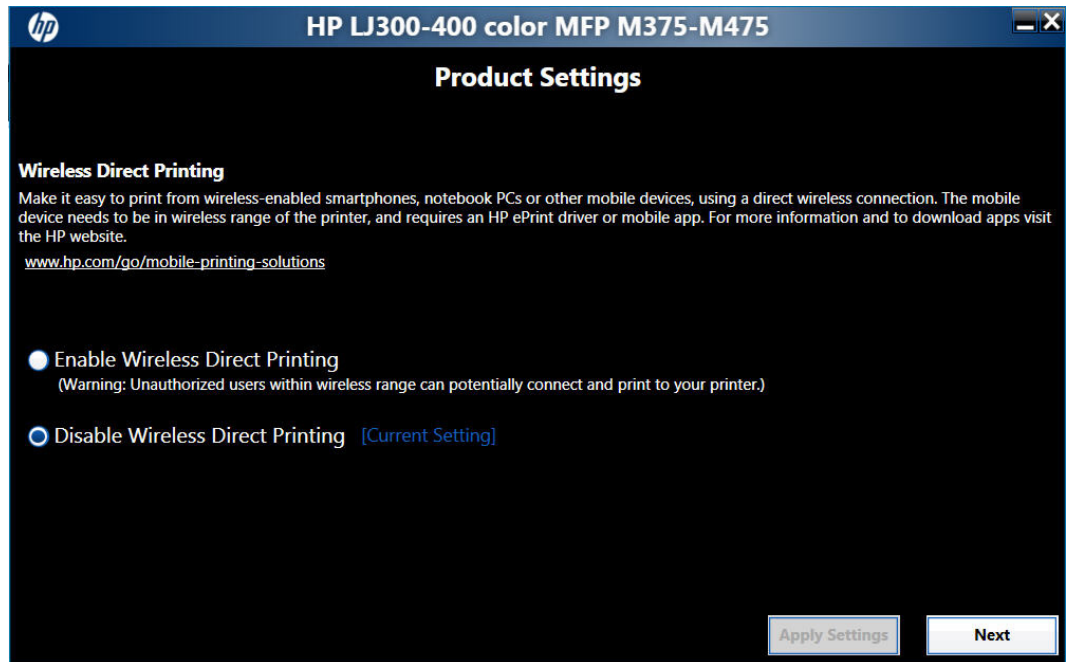 hp
HP LJ300-400 color MFP M375-M475
Product Settings
Wireless Direct Printing
Make it easy to print from wireless-enabled smartphones, notebook PCs or other mobile devices, using a direct wireless connection. The mobile
device needs to be in wireless range of the printer, and requires an HP ePrint driver or mobile app. For more information and to download apps visit
the HP website.
www.hp.com/go/mobile-printing-solutions
Enable Wireless Direct Printing
(Warning: Unauthorized users within wireless range can potentially connect and print to your printer.)
Disable Wireless Direct Printing [Current Setting]
Apply Settings Next